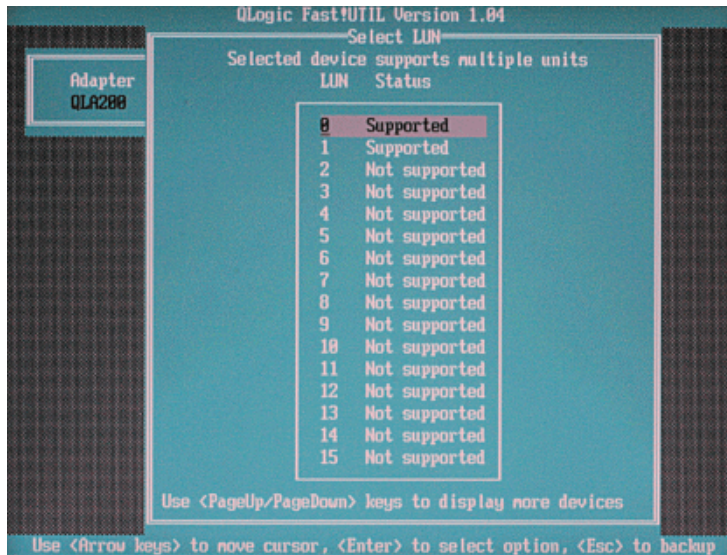 QLogic Fast!UTIL Version 1.04
Select LUN
Selected device supports multiple units
LUN Status
Adapter
QLA200
0 Supported
1 Supported
2 Not supported
3 Not supported
4 Not supported
5 Not supported
6 Not supported
7 Not supported
8 Not supported
9 Not supported
10 Not supported
11 Not supported
12 Not supported
13 Not supported
14 Not supported
15 Not supported
Use <PageUp/PageDown> keys to display more devices
Use <Arrow keys> to move cursor, <Enter> to select option, <Esc> to backup